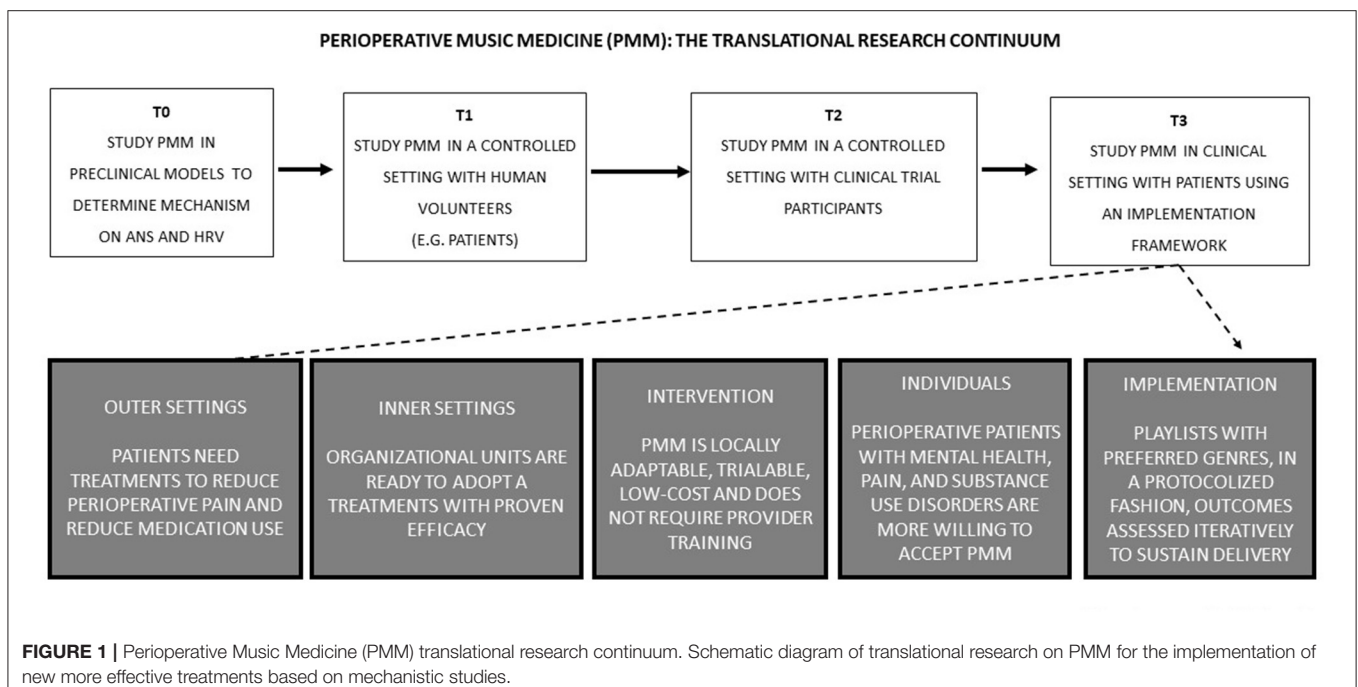 PERIOPERATIVE MUSIC MEDICINE (PMM): THE TRANSLATIONAL RESEARCH CONTINUUM
T0
STUDY PMM IN
PRECLINICAL MODELS TO
DETERMINE MECHANISM
ON ANS AND HRV
T1
STUDY PMM IN A CONTROLLED
SETTING WITH HUMAN
VOLUNTEERS
(E.G. PATIENTS)
T2
STUDY PMM IN A CONTROLLED
SETTING WITH CLINICAL TRIAL
PARTICIPANTS
T3
STUDY PMM IN CLINICAL
SETTING WITH PATIENTS USING
AN IMPLEMENTATION
FRAMEWORK
OUTER SETTINGS
PATIENTS NEED
TREATMENTS TO REDUCE
PERIOPERATIVE PAIN AND
REDUCE MEDICATION USE
INNER SETTINGS
ORGANIZATIONAL UNITS ARE
READY TO ADOPT A
TREATMENTS WITH PROVEN
EFFICACY
INTERVENTION
PMM IS LOCALLY
ADAPTABLE, TRIALABLE,
LOW-COST AND DOES
NOT REQUIRE PROVIDER
TRAINING
INDIVIDUALS
PERIOPERATIVE PATIENTS
WITH MENTAL HEALTH,
PAIN, AND SUBSTANCE
USE DISORDERS ARE
MORE WILLING TO
ACCEPT PMM
IMPLEMENTATION
PLAYLISTS WITH
PREFERRED GENRES, IN
A PROTOCOLIZED
FASHION, OUTCOMES
ASSESSED ITERATIVELY
TO SUSTAIN DELIVERY
FIGURE 1 | Perioperative Music Medicine (PMM) translational research continuum. Schematic diagram of translational research on PMM for the implementation of
new more effective treatments based on mechanistic studies.